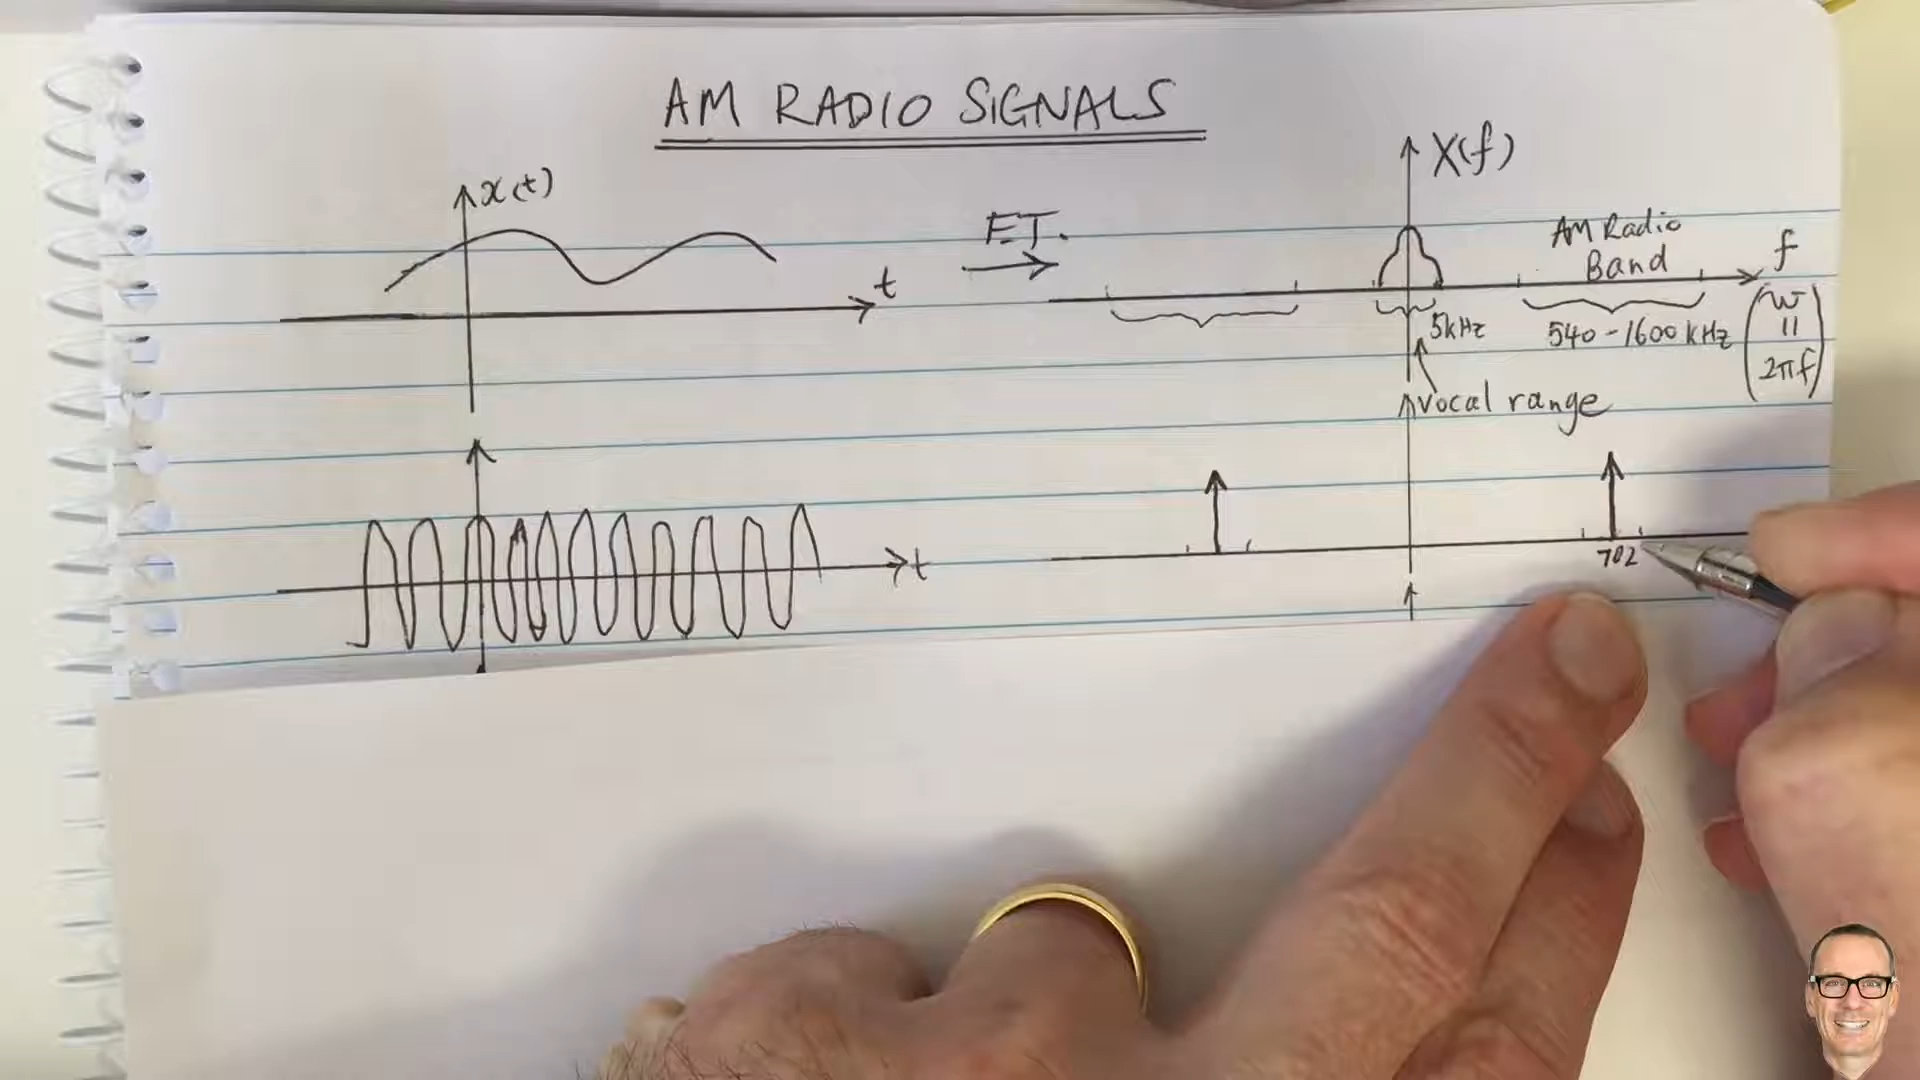 AM RADIO SIGNALS
x(t)
t
F.T.
X(f)
AM Radio
Band
f
5kHz
540-1600 kHz
(w
=
2πf)
vocal range
t
702